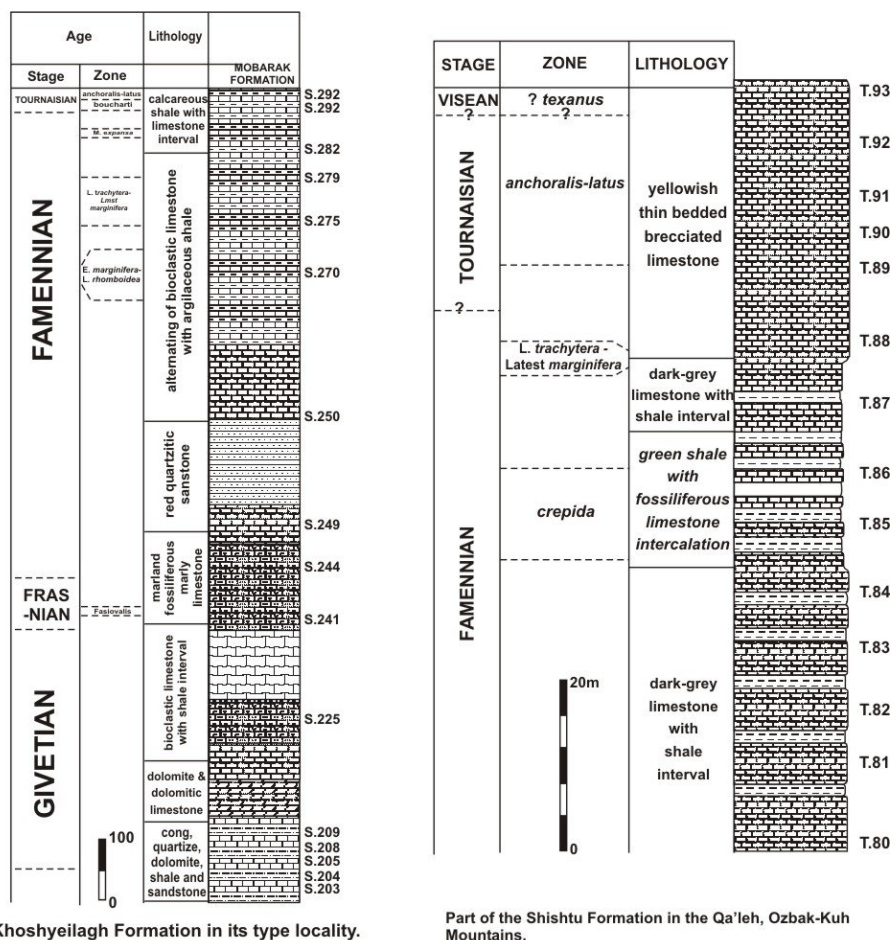 Age
Lithology
MOBARAK
FORMATION
Stage
Zone
TOURNAISIAN
anchoralis-latus
boucharti
calcareous
shale with
limestone
interval
S.292
S.292
M. expansa
S.282
FAMENNIAN
L. trachytera-
Lmst
marginifera
S.279
S.275
E. marginifera-
L. rhomboidea
S.270
alternating of bioclastic limestone
with argilaceous ahale
S.250
red quartzitic
sanstone
S.249
marland
fossiliferous
marly
limestone
S.244
FRAS
-NIAN
Fasiovalis
S.241
GIVETIAN
bioclastic limestone
with shale interval
S.225
dolomite &
dolomitic
limestone
cong,
quartize,
dolomite,
shale and
sandstone
S.209
S.208
S.205
S.204
S.203
100
0
Khoshyeilagh Formation in its type locality.
STAGE
ZONE
LITHOLOGY
VISEAN
? texanus
?
?
T.93
T.92
TOURNAISIAN
anchoralis-latus
yellowish
thin bedded
brecciated
limestone
T.91
T.90
T.89
?
T.88
L. trachytera -
Latest marginifera
dark-grey
limestone with
shale interval
T.87
green shale
with
fossiliferous
limestone
intercalation
T.86
crepida
T.85
FAMENNIAN
T.84
T.83
dark-grey
limestone
with
shale
interval
T.82
T.81
T.80
20m
0
Part of the Shishtu Formation in the Qa'leh, Ozbak-Kuh
Mountains.